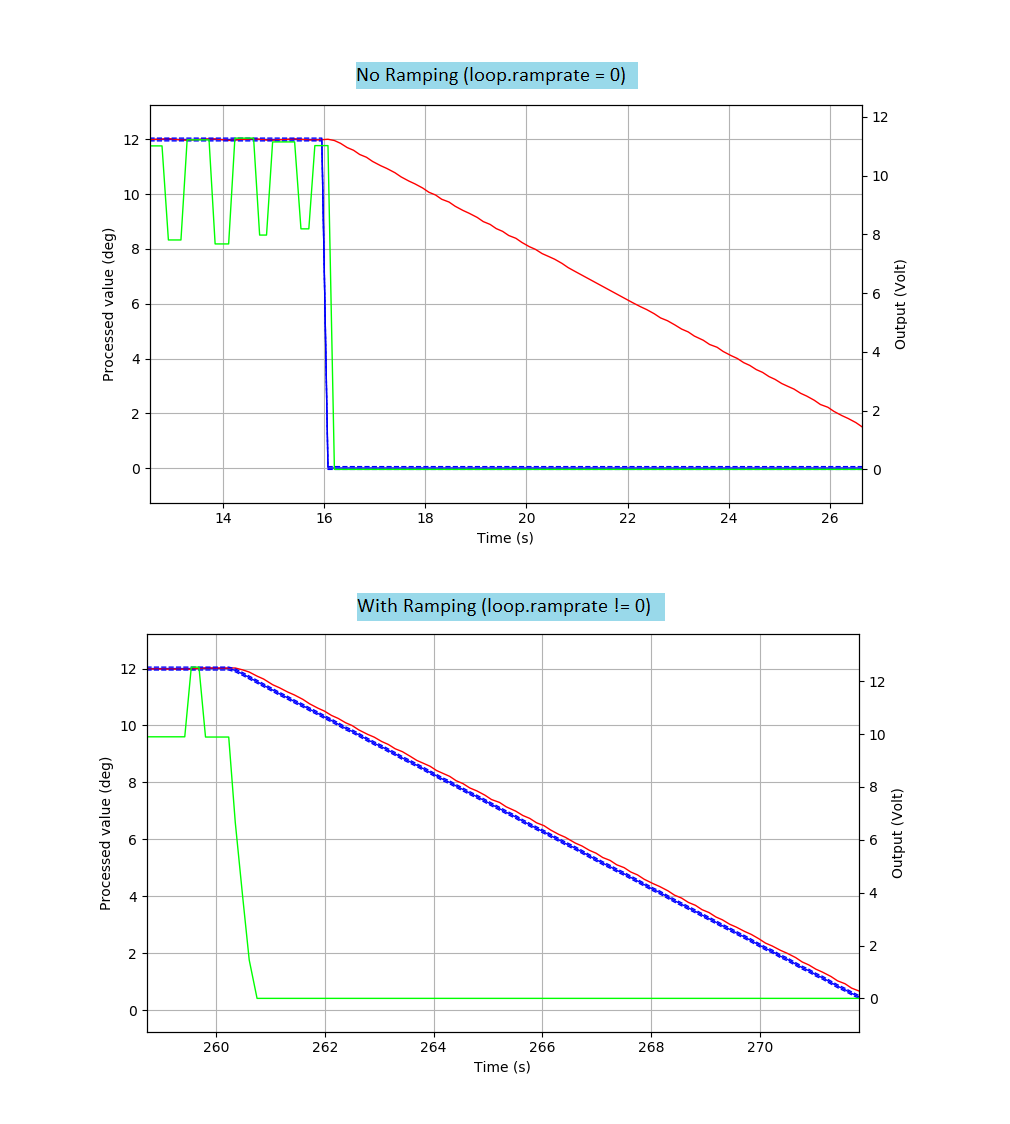 No Ramping (loop.ramprate = 0)
12
10
8
6
4
2
0
Processed value (deg)
12
10
8
6
4
2
0
Output (Volt)
14 16 18 20 22 24 26
Time (s)
With Ramping (loop.ramprate != 0)
12
10
8
6
4
2
0
Processed value (deg)
12
10
8
6
4
2
0
Output (Volt)
260 262 264 266 268 270
Time (s)